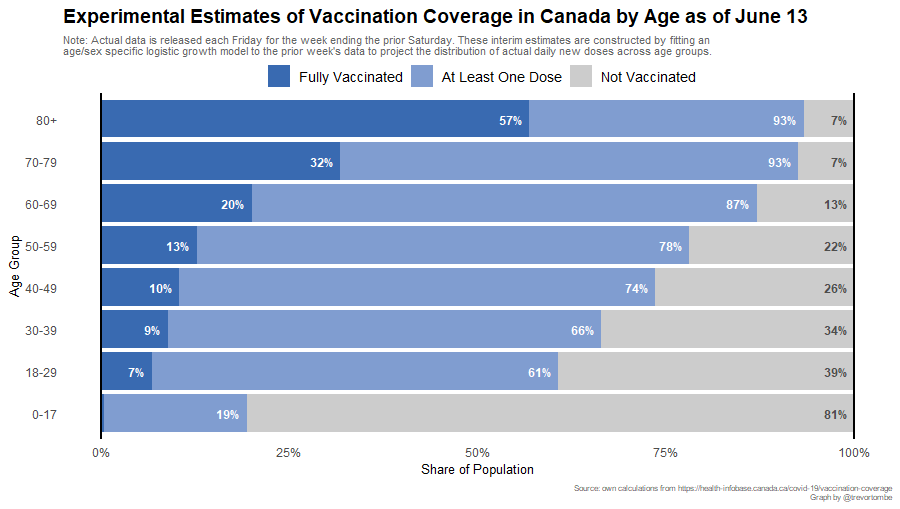 Experimental Estimates of Vaccination Coverage in Canada by Age as of June 13
Note: Actual data is released each Friday for the week ending the prior Saturday. These interim estimates are constructed by fitting an
age/sex specific logistic growth model to the prior week's data to project the distribution of actual daily new doses across age groups.
Fully Vaccinated At Least One Dose Not Vaccinated
80+ 57% 93% 7%
70-79 32% 93% 7%
60-69 20% 87% 13%
50-59 13% 78% 22%
40-49 10% 74% 26%
30-39 9% 66% 34%
18-29 7% 61% 39%
0-17 19% 81%
Age Group
0% 25% 50% 75% 100%
Share of Population
Source: own calculations from https://health-infobase.canada.ca/covid-19/vaccination-coverage
Graph by @trevortombe